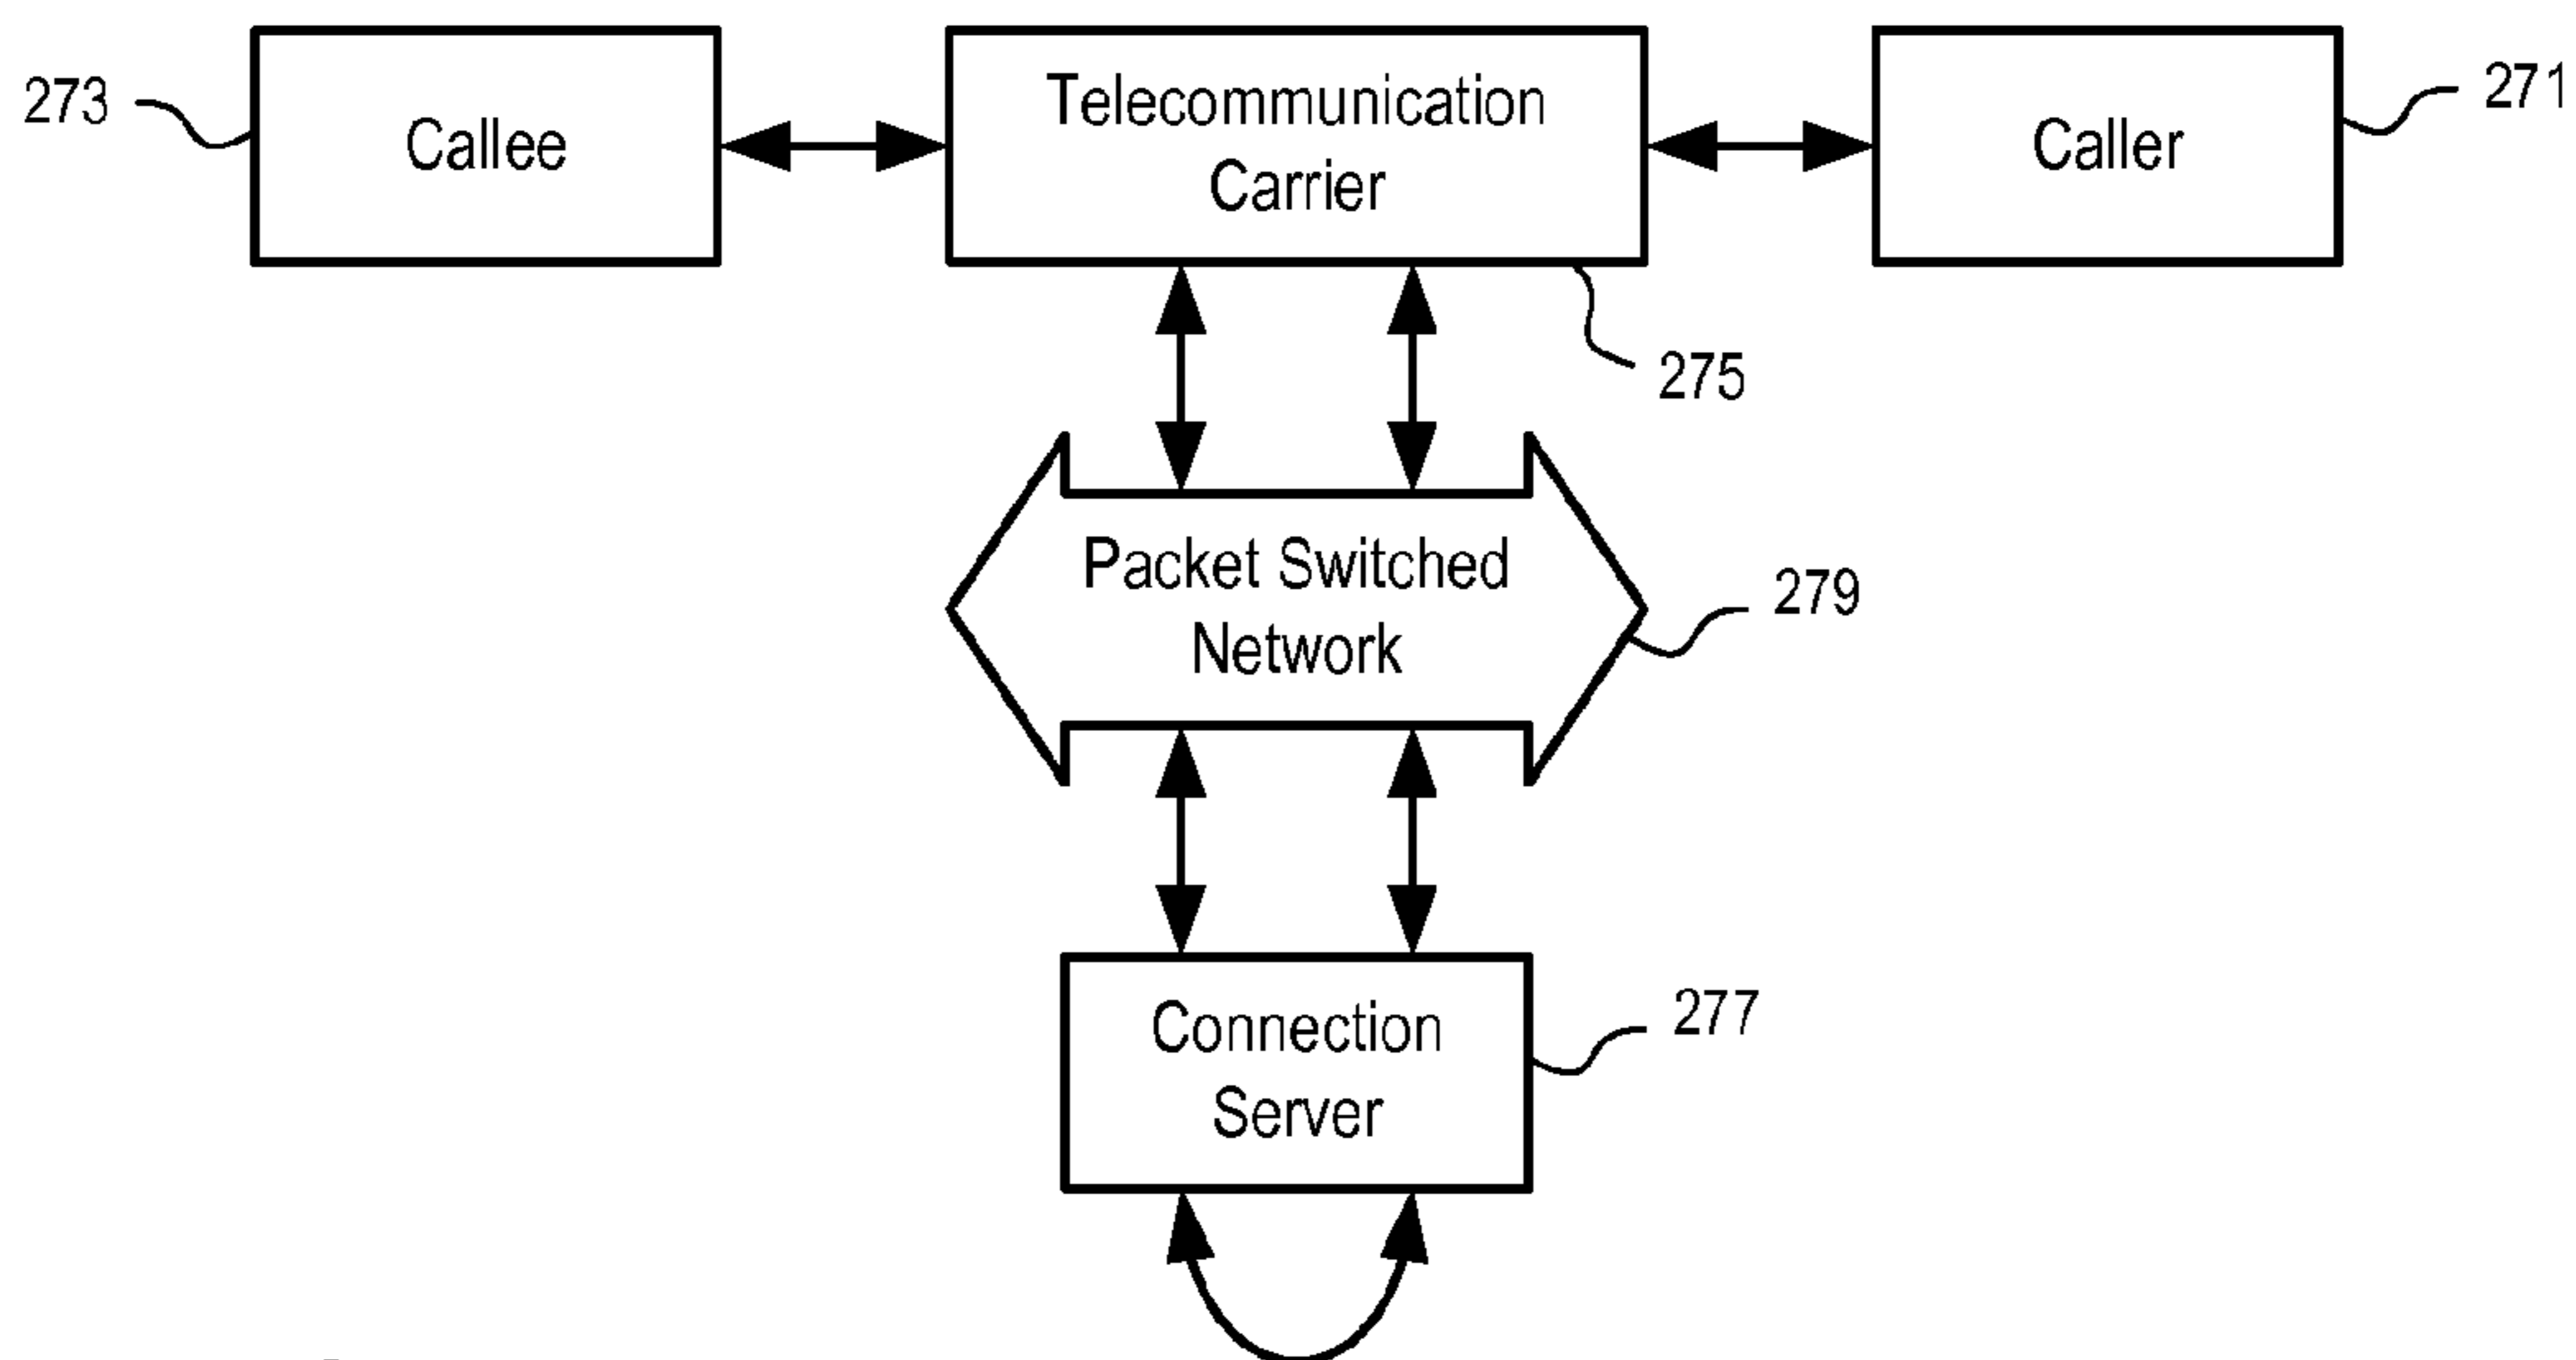 273
Callee
Telecommunication
Carrier
Caller
271
275
Packet Switched
Network
279
Connection
Server
277